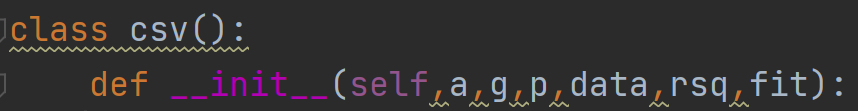 class csv():
    def __init__(self,a,g,p,data,rsq,fit):